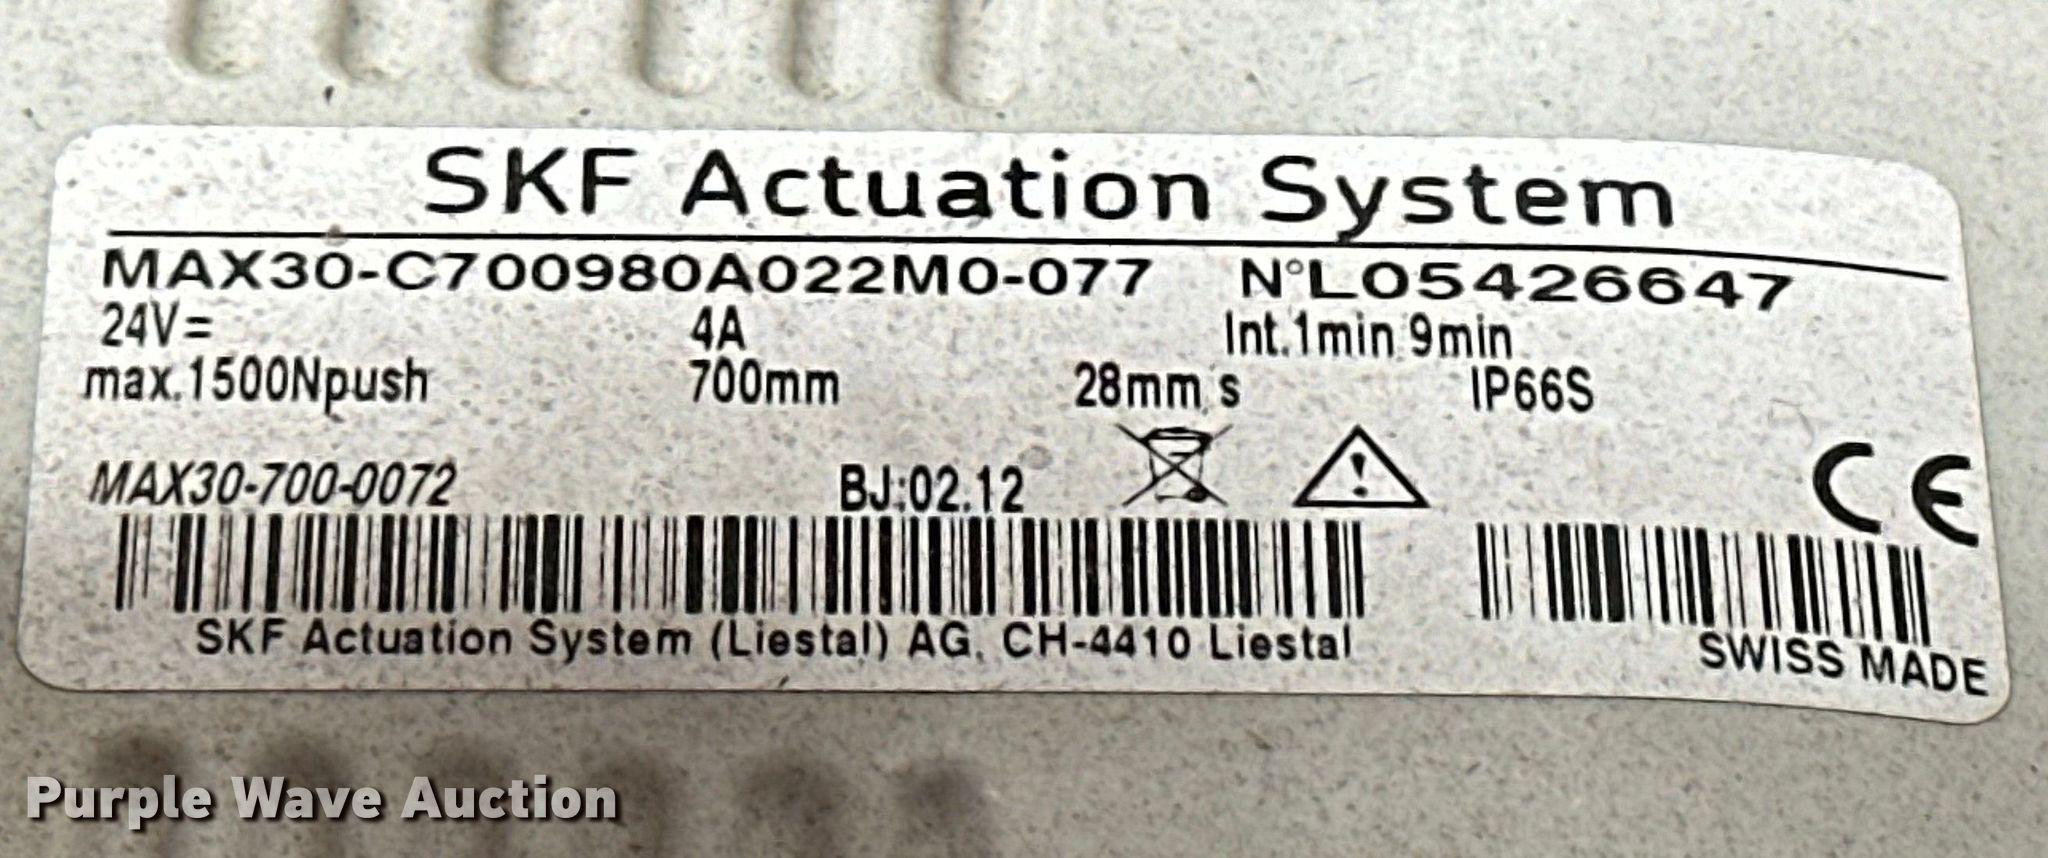 SKF Actuation System
MAX30-C700980A022M0-077 N°L05426647
24V= 4A Int.1min 9min
max.1500Npush 700mm 28mm s IP66S
MAX30-700-0072 BJ:02.12 CE
SKF Actuation System (Liestal) AG, CH-4410 Liestal
SWISS MADE
Purple Wave Auction